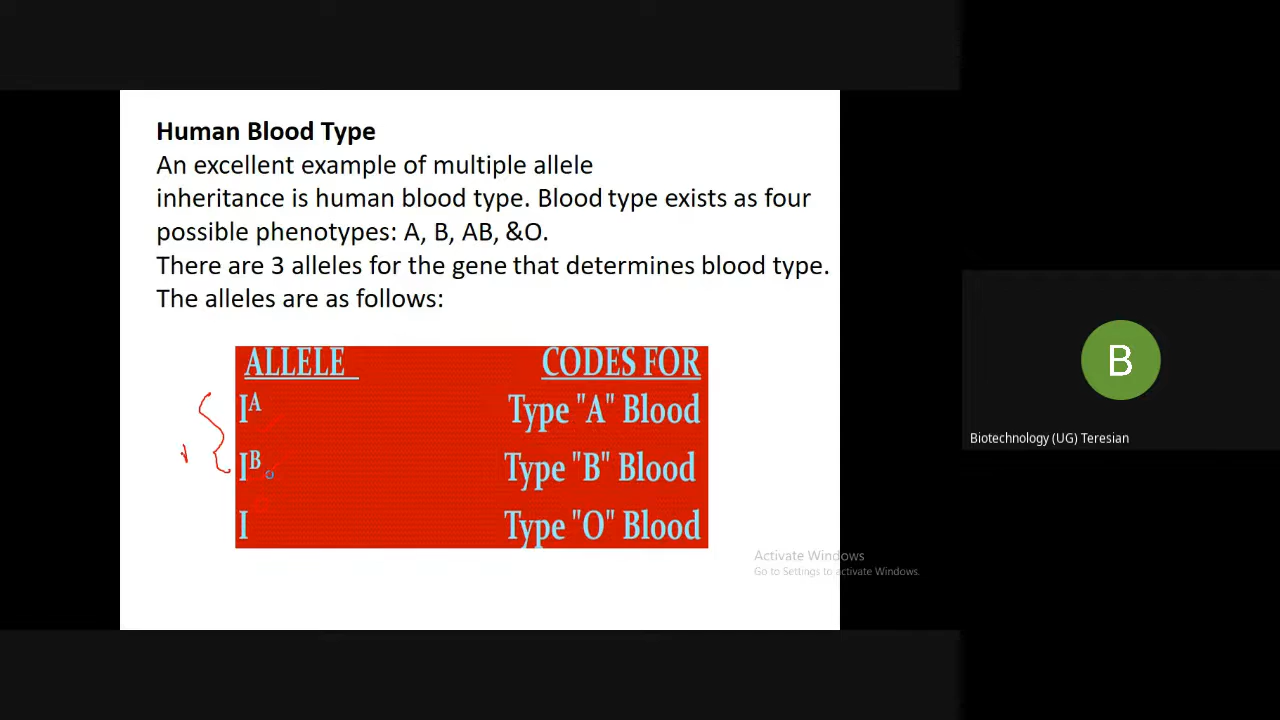 Human Blood Type
An excellent example of multiple allele
inheritance is human blood type. Blood type exists as four
possible phenotypes: A, B, AB, &O.
There are 3 alleles for the gene that determines blood type.
The alleles are as follows:
ALLELE CODES FOR
Iᴬ Type "A" Blood
Iᴮ Type "B" Blood
I Type "O" Blood
Activate Windows
Go to Settings to activate Windows.
B
Biotechnology (UG) Teresian